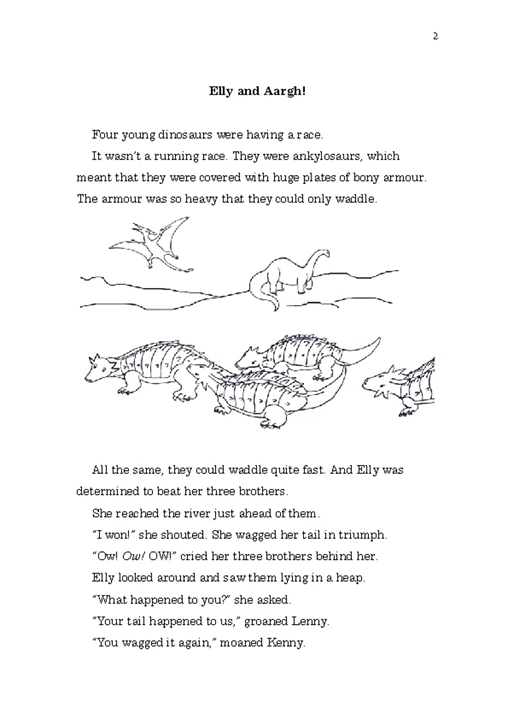 2
Elly and Aargh!
Four young dinosaurs were having a race.
It wasn't a running race. They were ankylosaurs, which
meant that they were covered with huge plates of bony armour.
The armour was so heavy that they could only waddle.
All the same, they could waddle quite fast. And Elly was
determined to beat her three brothers.
She reached the river just ahead of them.
“I won!” she shouted. She wagged her tail in triumph.
“Ow! Ow! OW!” cried her three brothers behind her.
Elly looked around and saw them lying in a heap.
“What happened to you?” she asked.
“Your tail happened to us,” groaned Lenny.
“You wagged it again,” moaned Kenny.